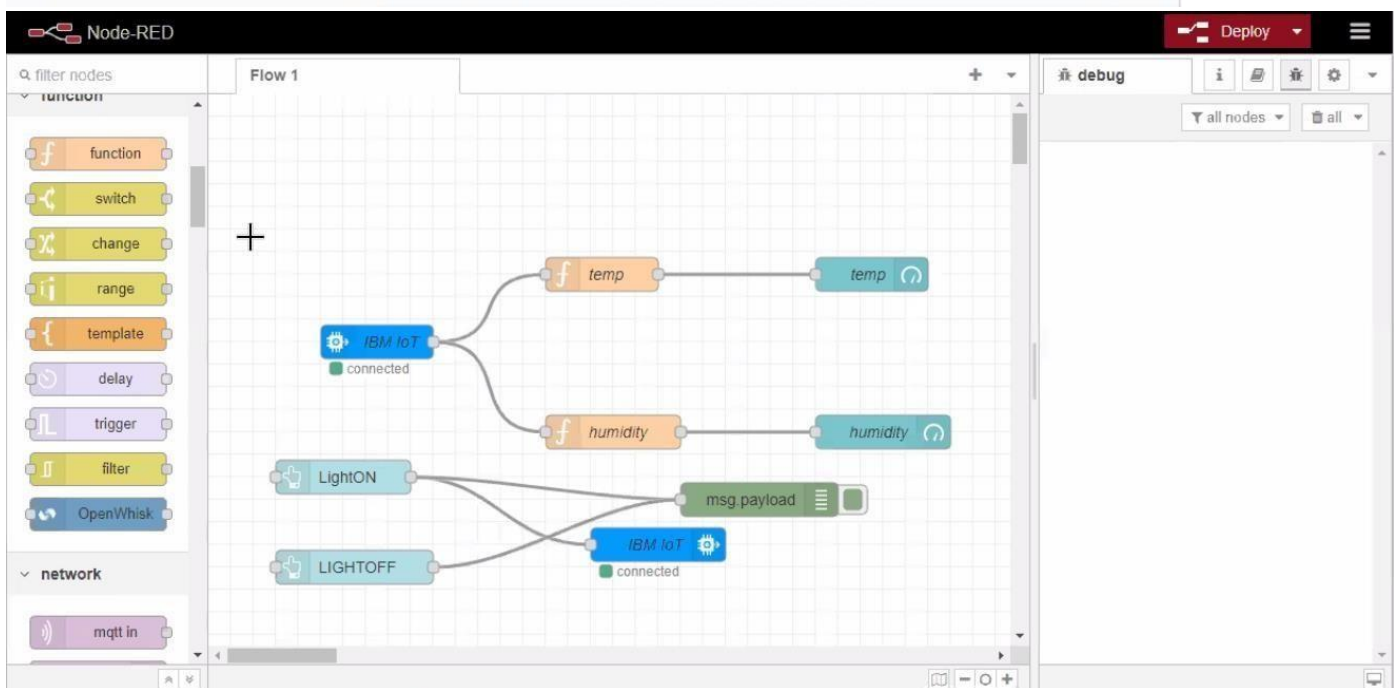 Node-RED
Deploy
filter nodes
Flow 1
debug
i
all nodes
all
function
function
switch
change
range
template
delay
trigger
filter
OpenWhisk
network
mqtt in
temp
temp
IBM IoT
connected
humidity
humidity
LightON
msg.payload
IBM IoT
connected
LIGHTOFF